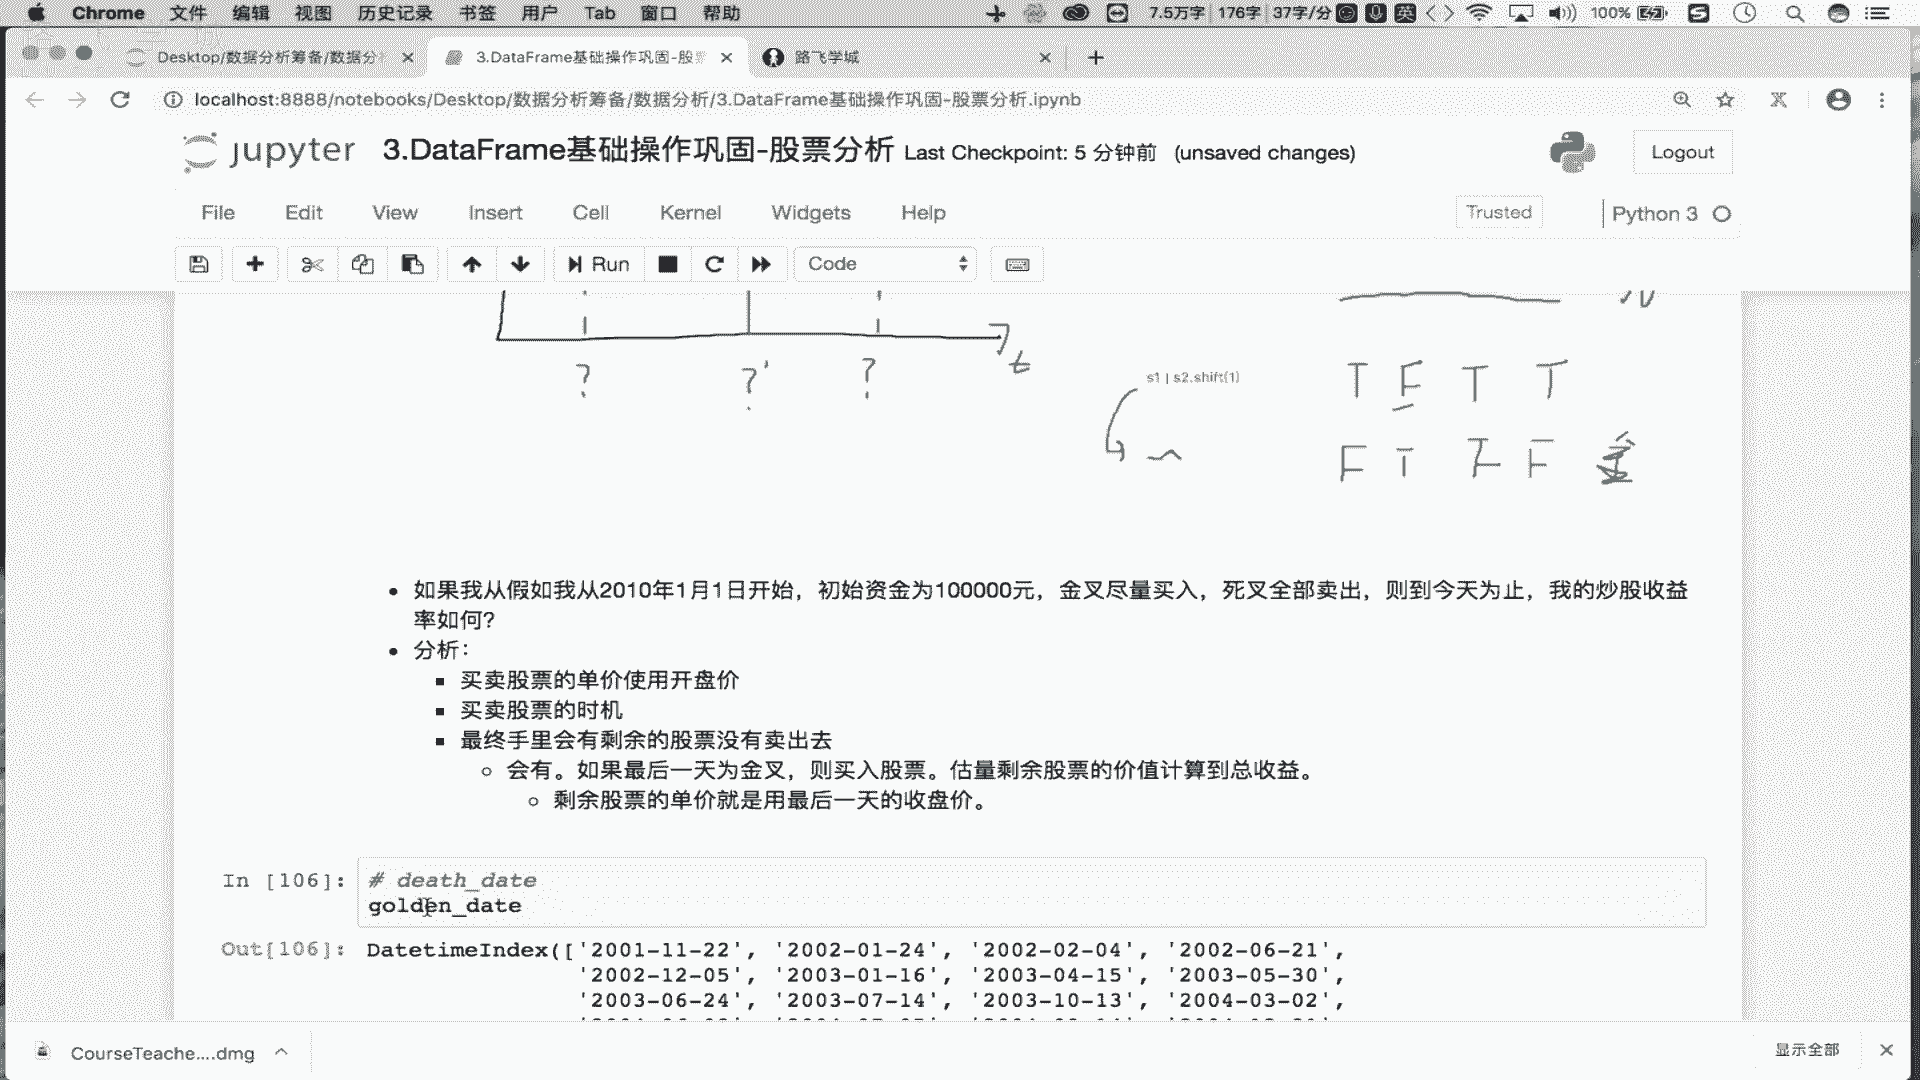 Chrome 文件 编辑 视图 历史记录 书签 用户 Tab 窗口 帮助 7.5万字 176字 37字/分 英 100%
Desktop/数据分析筹备/数据分 3.DataFrame基础操作巩固-股 路飞学城
localhost:8888/notebooks/Desktop/数据分析筹备/数据分析/3.DataFrame基础操作巩固-股票分析.ipynb
jupyter 3.DataFrame基础操作巩固-股票分析 Last Checkpoint: 5 分钟前 (unsaved changes) Logout
File Edit View Insert Cell Kernel Widgets Help Trusted Python 3
Run Code
t
? ?' ?
s1 | s2.shift(1) T F T T
F T F F 金
如果我从假如我从2010年1月1日开始，初始资金为100000元，金叉尽量买入，死叉全部卖出，则到今天为止，我的炒股收益
率如何？
分析：
买卖股票的单价使用开盘价
买卖股票的时机
最终手里会有剩余的股票没有卖出去
会有。如果最后一天为金叉，则买入股票。估量剩余股票的价值计算到总收益。
剩余股票的单价就是用最后一天的收盘价。
In [106]: # death_date
golden_date
Out[106]: DatetimeIndex(['2001-11-22', '2002-01-24', '2002-02-04', '2002-06-21',
'2002-12-05', '2003-01-16', '2003-04-15', '2003-05-30',
'2003-06-24', '2003-07-14', '2003-10-13', '2004-03-02',
CourseTeache....dmg 显示全部